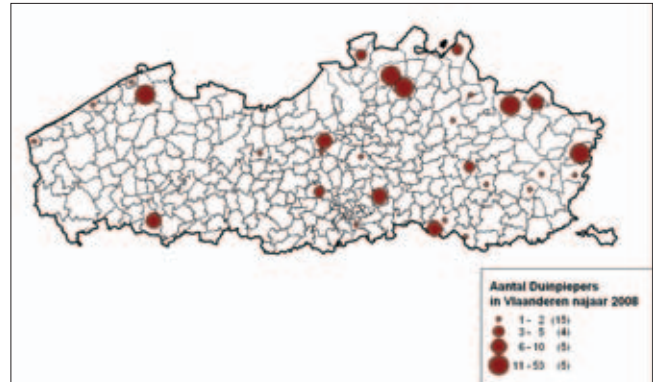 Aantal Duinpiepers
in Vlaanderen najaar 2008
1 - 2 (15)
3 - 5 (4)
6 - 10 (5)
11 - 53 (5)